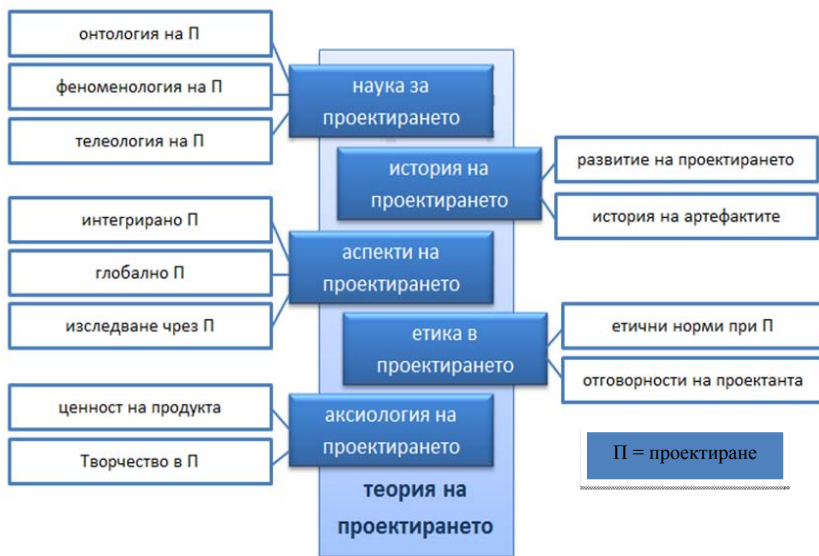 онтология на П
феноменология на П
телеология на П
наука за
проектирането
история на
проектирането
развитие на проектирането
история на артефактите
интегрирано П
глобално П
изследване чрез П
аспекти на
проектирането
етика в
проектирането
етични норми при П
отговорности на проектанта
ценност на продукта
Творчество в П
аксиология на
проектирането
П = проектиране
теория на
проектирането